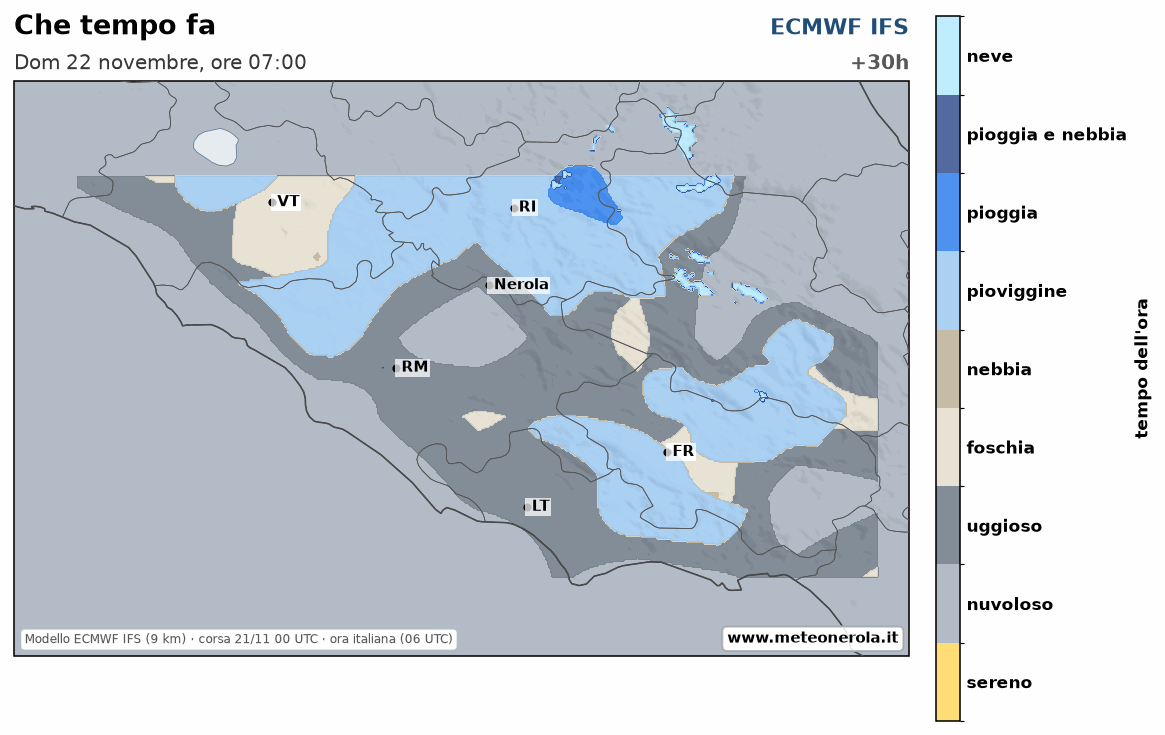 Che tempo fa
ECMWF IFS
Dom 22 novembre, ore 07:00
+30h
neve
pioggia e nebbia
pioggia
pioviggine
nebbia
foschia
uggioso
nuvoloso
sereno
tempo dell'ora
VT
RI
Nerola
RM
FR
LT
Modello ECMWF IFS (9 km) · corsa 21/11 00 UTC · ora italiana (06 UTC)
www.meteonerola.it